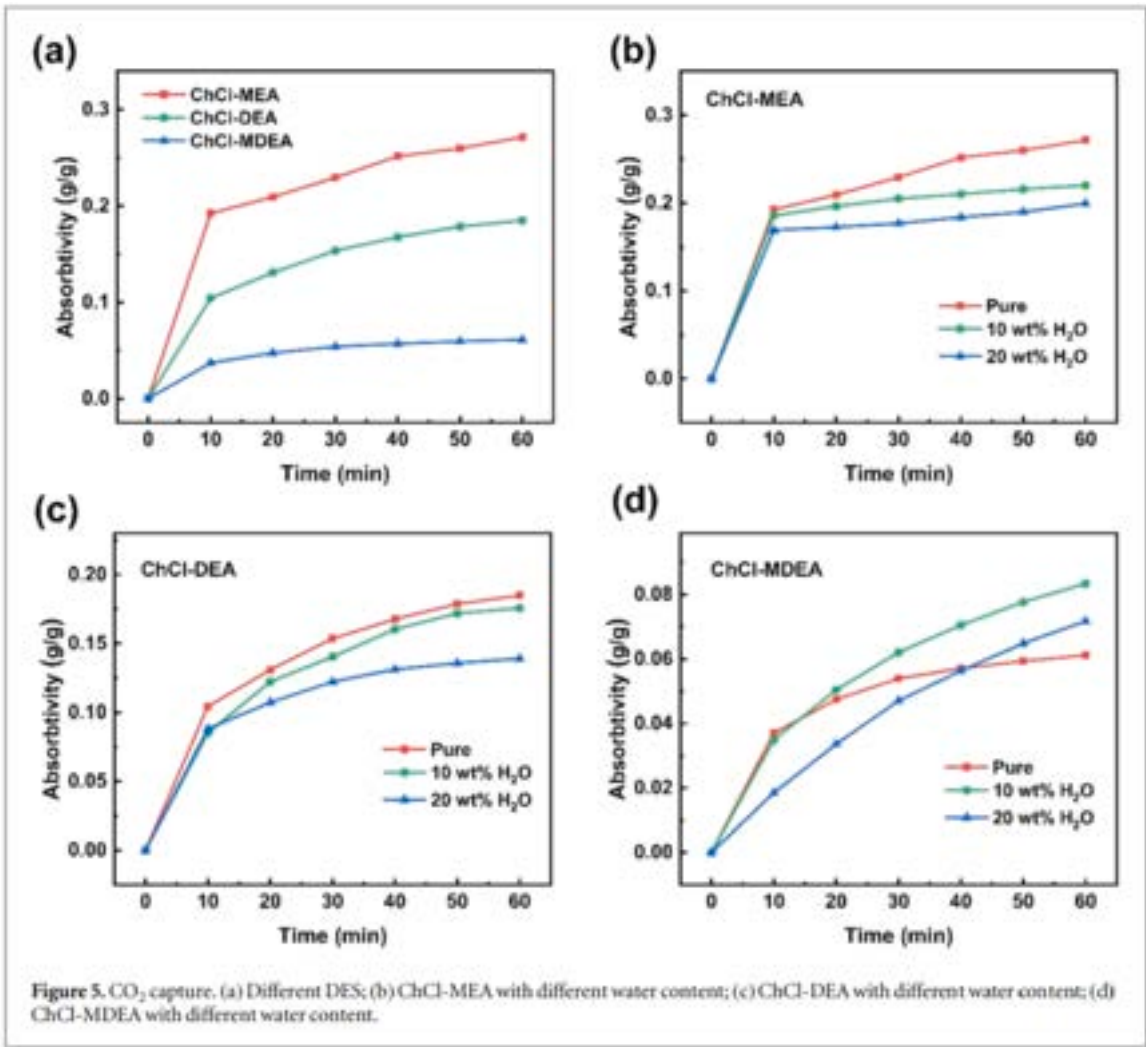 (a)
ChCl-MEA
ChCl-DEA
ChCl-MDEA
0.3
0.2
0.1
0.0
Absorbtivity (g/g)
0 10 20 30 40 50 60
Time (min)
(b)
ChCl-MEA
0.3
0.2
0.1
0.0
Absorbtivity (g/g)
Pure
10 wt% H₂O
20 wt% H₂O
0 10 20 30 40 50 60
Time (min)
(c)
ChCl-DEA
0.20
0.15
0.10
0.05
0.00
Absorbtivity (g/g)
Pure
10 wt% H₂O
20 wt% H₂O
0 10 20 30 40 50 60
Time (min)
(d)
ChCl-MDEA
0.08
0.06
0.04
0.02
0.00
Absorbtivity (g/g)
Pure
10 wt% H₂O
20 wt% H₂O
0 10 20 30 40 50 60
Time (min)
Figure 5. CO₂ capture. (a) Different DES; (b) ChCl-MEA with different water content; (c) ChCl-DEA with different water content; (d)
ChCl-MDEA with different water content.